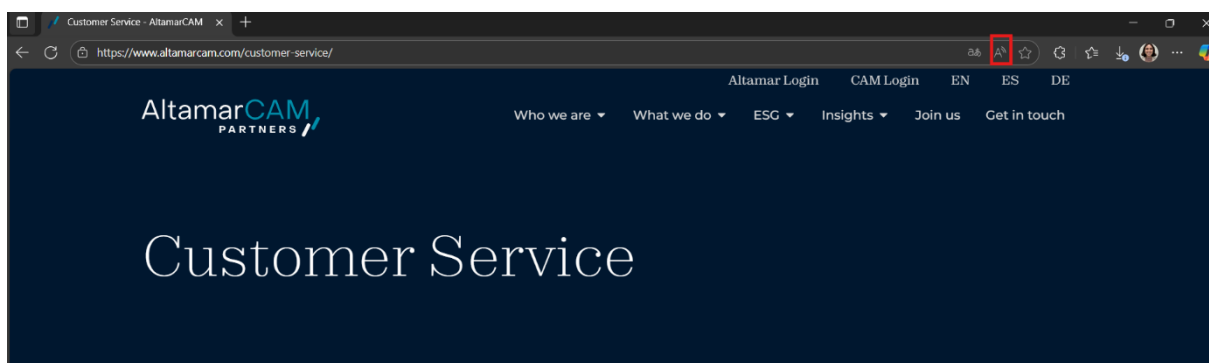 Customer Service - AltamarCAM
https://www.altamarcam.com/customer-service/
Altamar Login CAM Login EN ES DE
AltamarCAM
PARTNERS
Who we are What we do ESG Insights Join us Get in touch
Customer Service